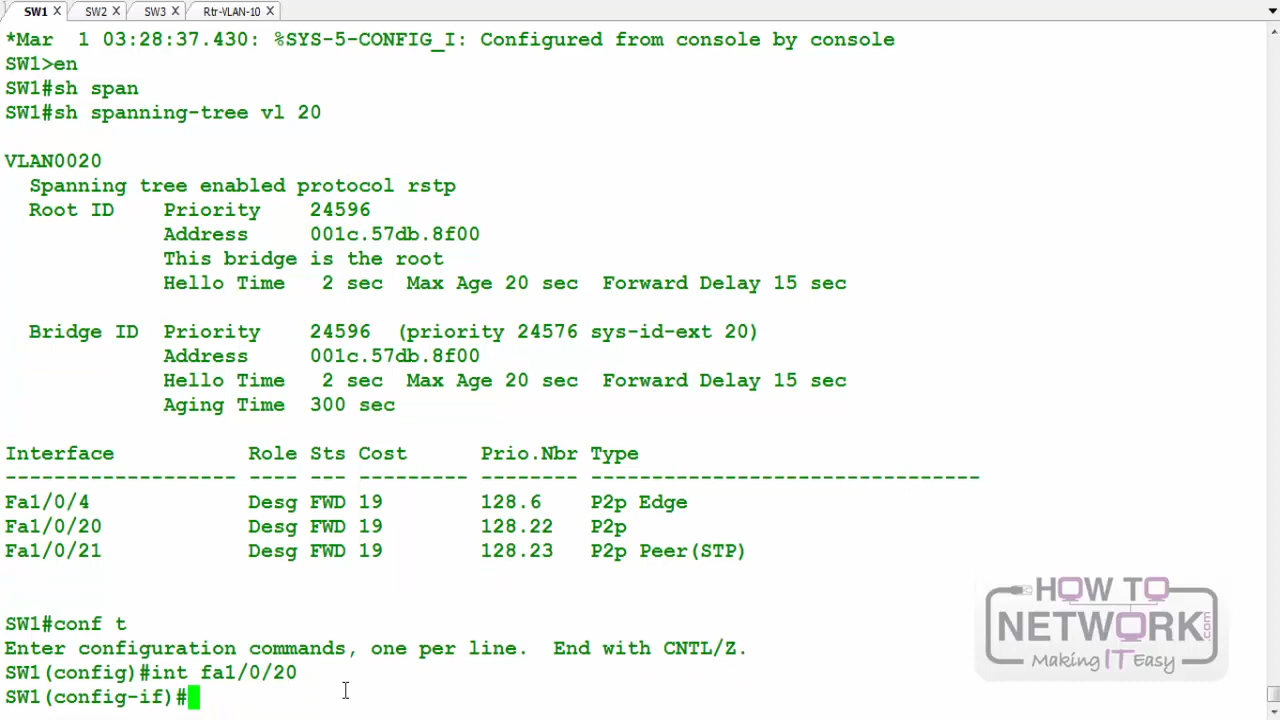 SW1 X SW2 X SW3 X Rtr-VLAN-10 X
*Mar  1 03:28:37.430: %SYS-5-CONFIG_I: Configured from console by console
SW1>en
SW1#sh span
SW1#sh spanning-tree vl 20
VLAN0020
  Spanning tree enabled protocol rstp
  Root ID    Priority    24596
             Address     001c.57db.8f00
             This bridge is the root
             Hello Time   2 sec  Max Age 20 sec  Forward Delay 15 sec
  Bridge ID  Priority    24596  (priority 24576 sys-id-ext 20)
             Address     001c.57db.8f00
             Hello Time   2 sec  Max Age 20 sec  Forward Delay 15 sec
             Aging Time  300 sec
Interface           Role Sts Cost      Prio.Nbr Type
------------------- ---- --- --------- -------- --------------------------------
Fa1/0/4             Desg FWD 19        128.6    P2p Edge
Fa1/0/20            Desg FWD 19        128.22   P2p
Fa1/0/21            Desg FWD 19        128.23   P2p Peer(STP)
SW1#conf t
Enter configuration commands, one per line.  End with CNTL/Z.
SW1(config)#int fa1/0/20
SW1(config-if)#
HOW TO
NETWORK.com
Making IT Easy